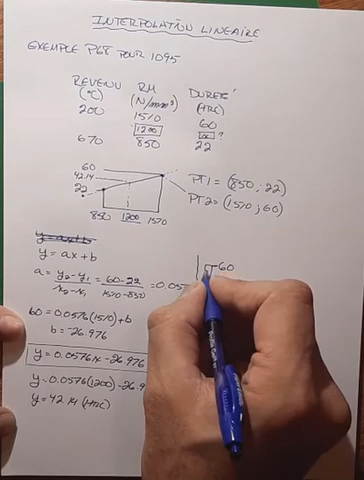 INTERPOLATION LINEAIRE
EXEMPLE P68 POUR 1095
REVENU RM DURETÉ
(°C) (N/mm²) (HRC)
200 1510 60
1200 ?
670 850 22
60
42.14
22
850 1200 1570
PT1 = (850 ; 22)
PT2 = (1570 ; 60)
y = ax+b
y = ax+b
a = y2-y1 / x2-x1 = 60-22 / 1570-850 = 0.057
60
60 = 0.0576(1570)+b
b = -26.976
y = 0.0576x - 26.976
y = 0.0576(1200) - 26.9
y = 42.14 (HRC)